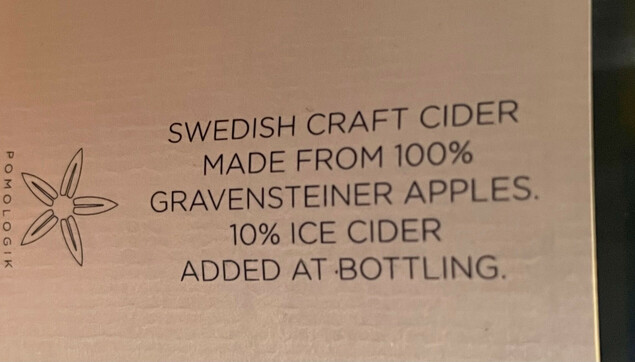 SWEDISH CRAFT CIDER
MADE FROM 100%
GRAVENSTEINER APPLES.
10% ICE CIDER
ADDED AT BOTTLING.
POMOLOGIK